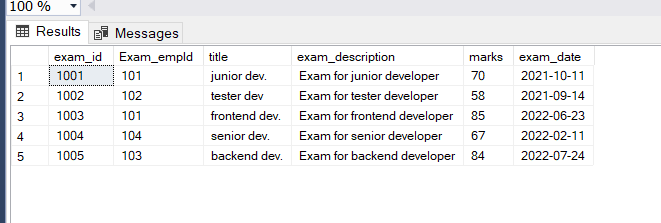 100 %
Results Messages
exam_id Exam_empId title exam_description marks exam_date
1 1001 101 junior dev. Exam for junior developer 70 2021-10-11
2 1002 102 tester dev Exam for tester developer 58 2021-09-14
3 1003 101 frontend dev. Exam for frontend developer 85 2022-06-23
4 1004 104 senior dev. Exam for senior developer 67 2022-02-11
5 1005 103 backend dev. Exam for backend developer 84 2022-07-24